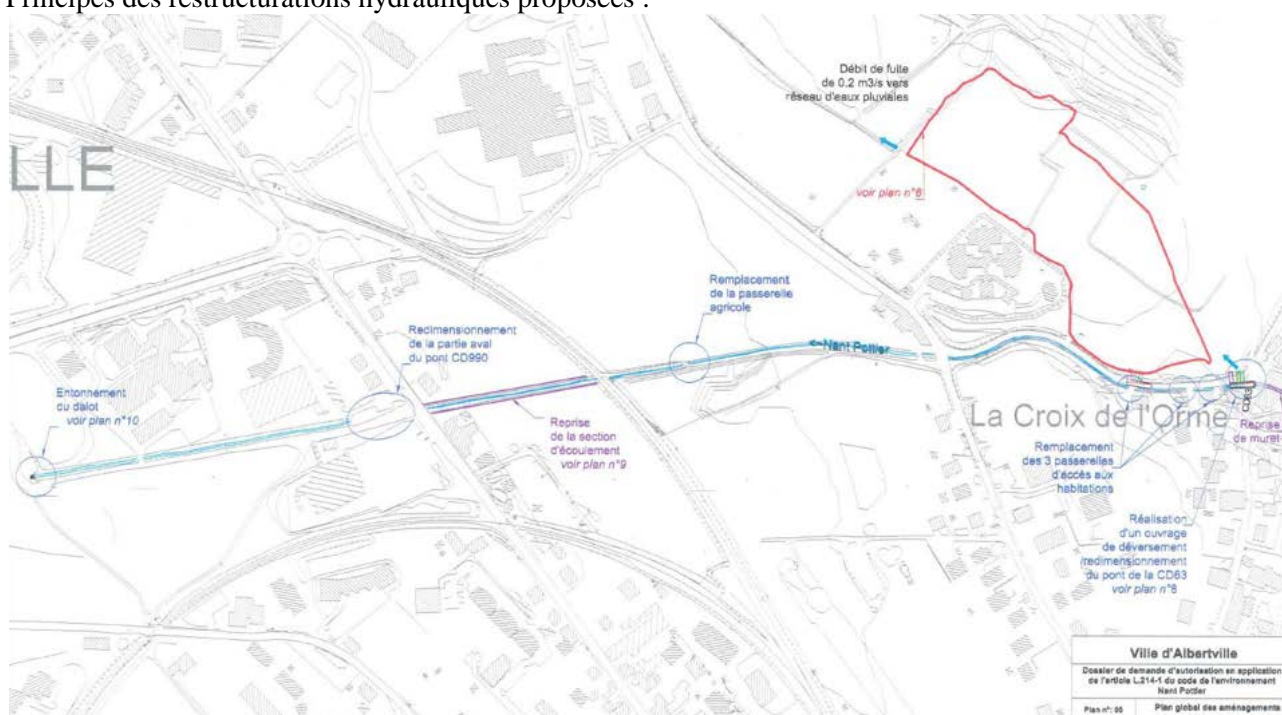 Principes des restructurations hydrauliques proposées :
Débit de fuite
de 0.2 m3/s vers
réseau d'eaux pluviales
LLE
voir plan n°6
Remplacement
de la passerelle
agricole
Redimensionnement
de la partie aval
du pont CD990
<~Nant Pottier
Entonnement
du dalot
voir plan n°10
Reprise
de la section
d'écoulement
voir plan n°9
La Croix de l'Orme
CD63
Reprise
de muret
Remplacement
des 3 passerelles
d'accès aux
habitations
Réalisation
d'un ouvrage
de déversement
/redimensionnement
du pont de la CD63
voir plan n°8
Ville d'Albertville
Dossier de demande d'autorisation en application
de l'article L.214-1 du code de l'environnement
Nant Pottier
Plan n°: 05
Plan global des aménagements